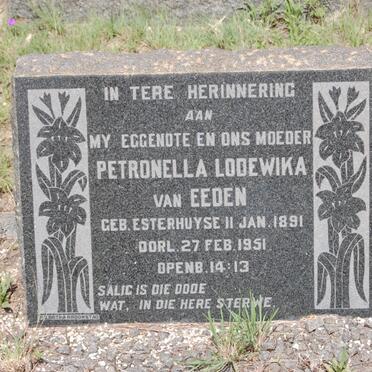 IN TERE HERINNERING
AAN
MY EGGENOTE EN ONS MOEDER
PETRONELLA LODEWIKA
VAN EEDEN
GEB. ESTERHUYSE 11 JAN. 1891
OORL. 27 FEB. 1951
OPENB. 14:13
SALIG IS DIE DODE
WAT, IN DIE HERE STERWE.